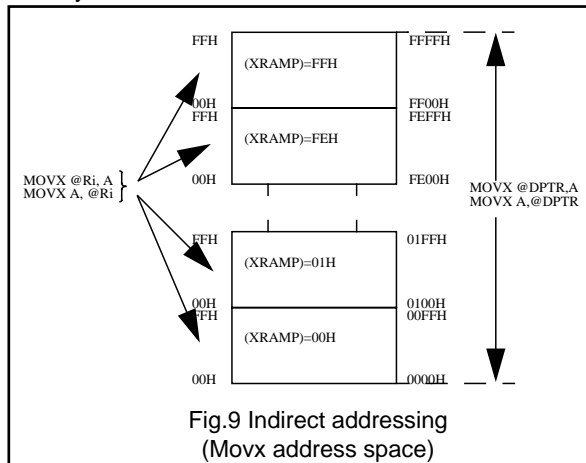 FFH FFFFH
(XRAMP)=FFH
00H FF00H
FFH FEFFH
(XRAMP)=FEH
00H FE00H
MOVX @Ri, A
MOVX A, @Ri
MOVX @DPTR,A
MOVX A,@DPTR
FFH 01FFH
(XRAMP)=01H
00H 0100H
FFH 00FFH
(XRAMP)=00H
00H 0000H
Fig.9 Indirect addressing
(Movx address space)